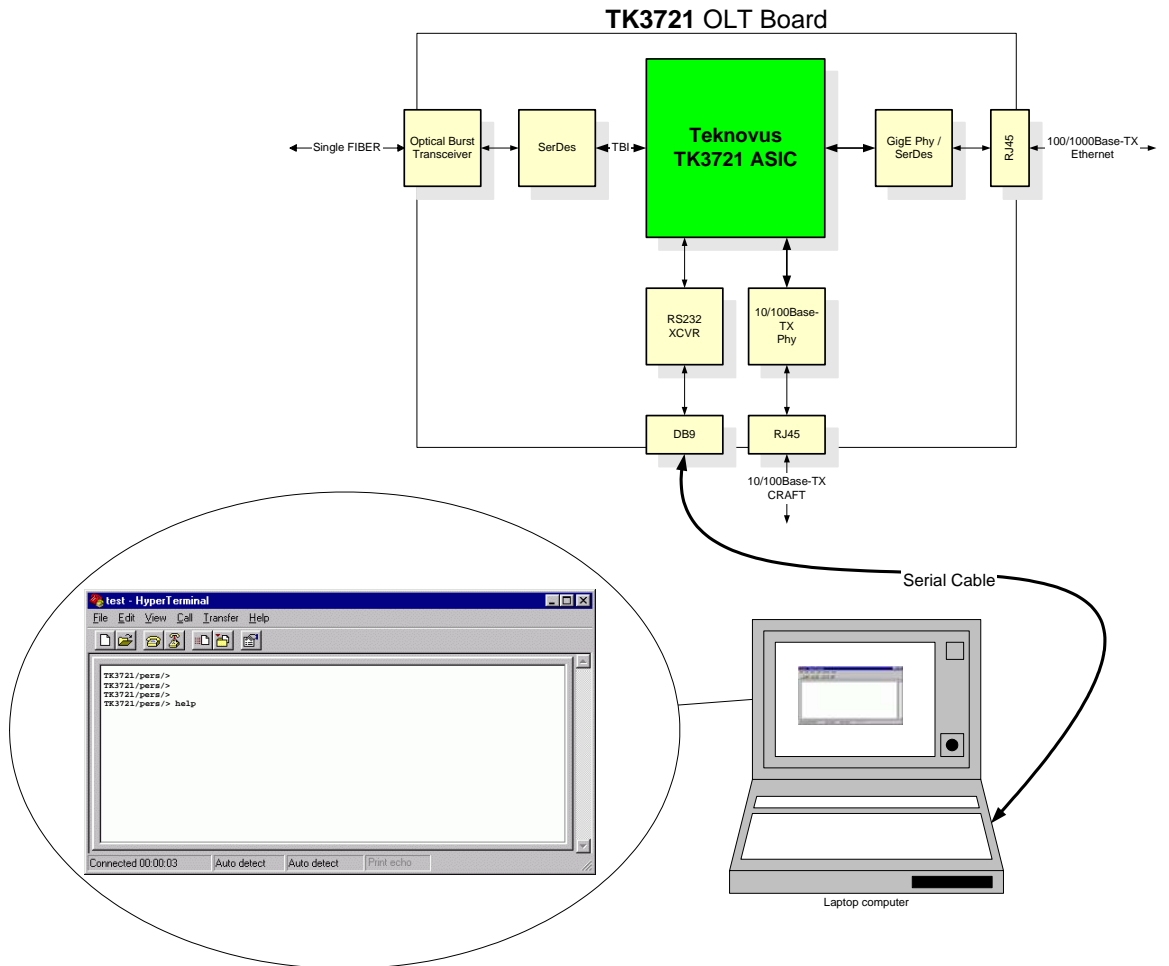 TK3721 OLT Board
Optical Burst
Transceiver
SerDes
Teknovus
TK3721 ASIC
GigE Phy /
SerDes
RJ45
Single FIBER
TBI
100/1000Base-TX
Ethernet
RS232
XCVR
10/100Base-
TX
Phy
DB9
RJ45
10/100Base-TX
CRAFT
Serial Cable
test - HyperTerminal
File Edit View Call Transfer Help
TK3721/pers/>
TK3721/pers/>
TK3721/pers/>
TK3721/pers/> help
Connected 00:00:03 Auto detect Auto detect Print echo
Laptop computer